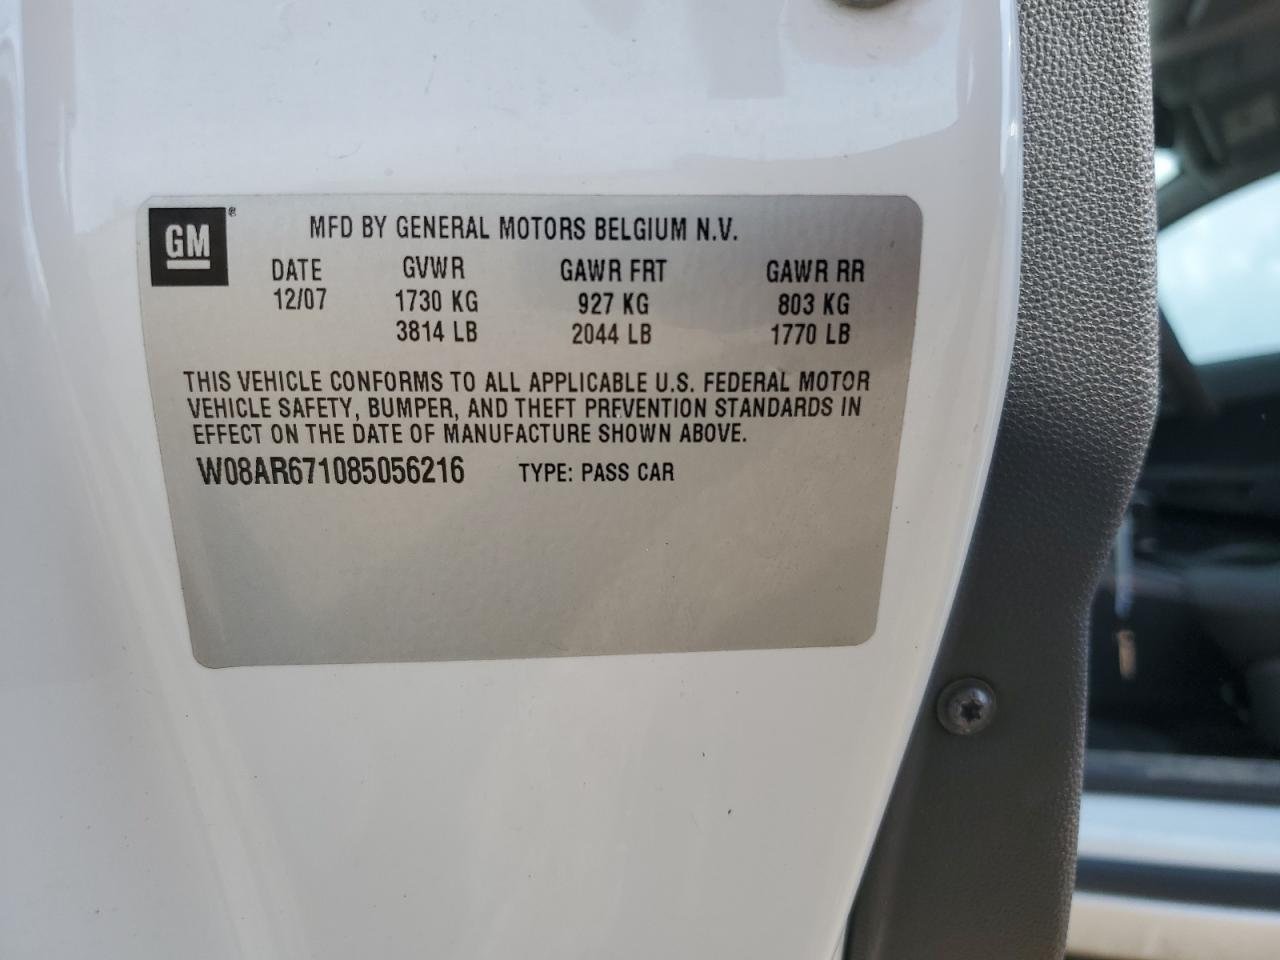 GM®
MFD BY GENERAL MOTORS BELGIUM N.V.
DATE GVWR GAWR FRT GAWR RR
12/07 1730 KG 927 KG 803 KG
3814 LB 2044 LB 1770 LB
THIS VEHICLE CONFORMS TO ALL APPLICABLE U.S. FEDERAL MOTOR
VEHICLE SAFETY, BUMPER, AND THEFT PREVENTION STANDARDS IN
EFFECT ON THE DATE OF MANUFACTURE SHOWN ABOVE.
W08AR671085056216 TYPE: PASS CAR